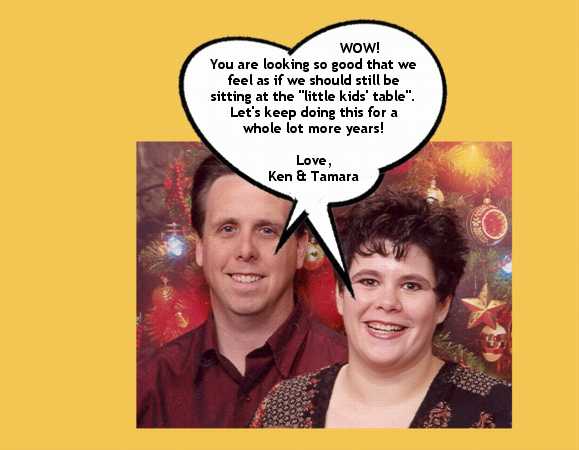 WOW!
You are looking so good that we
feel as if we should still be
sitting at the "little kids' table".
Let's keep doing this for a
whole lot more years!
Love,
Ken & Tamara